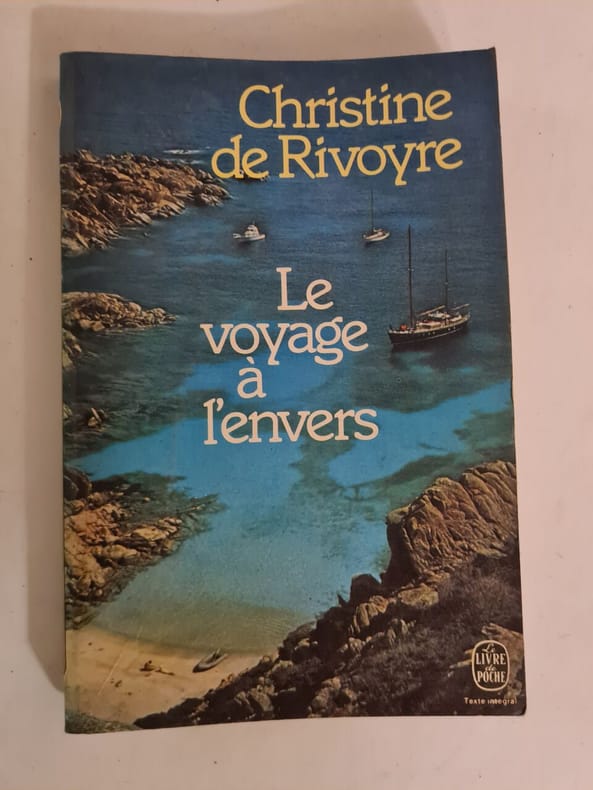 Christine
de Rivoyre
Le
voyage
à
l'envers
Le
LIVRE
de
POCHE
Texte intégral